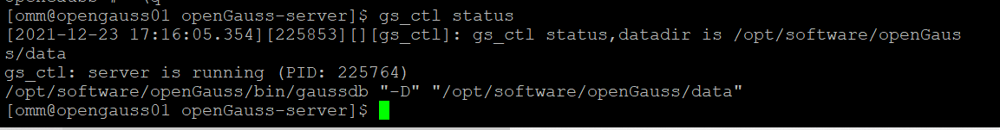 [omm@opengauss01 openGauss-server]$ gs_ctl status
[2021-12-23 17:16:05.354][225853][][gs_ctl]: gs_ctl status,datadir is /opt/software/openGaus
s/data
gs_ctl: server is running (PID: 225764)
/opt/software/openGauss/bin/gaussdb "-D" "/opt/software/openGauss/data"
[omm@opengauss01 openGauss-server]$